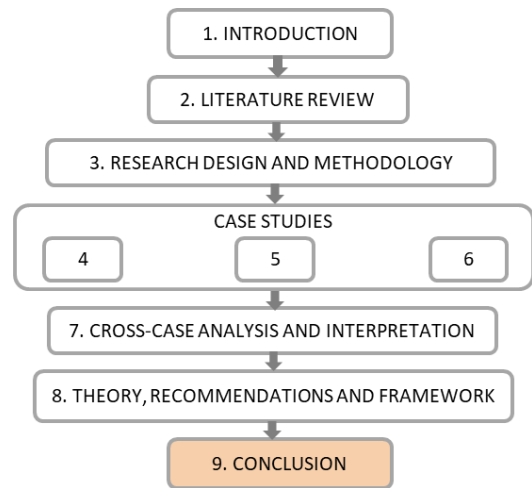 1. INTRODUCTION
2. LITERATURE REVIEW
3. RESEARCH DESIGN AND METHODOLOGY
CASE STUDIES
4 5 6
7. CROSS-CASE ANALYSIS AND INTERPRETATION
8. THEORY, RECOMMENDATIONS AND FRAMEWORK
9. CONCLUSION